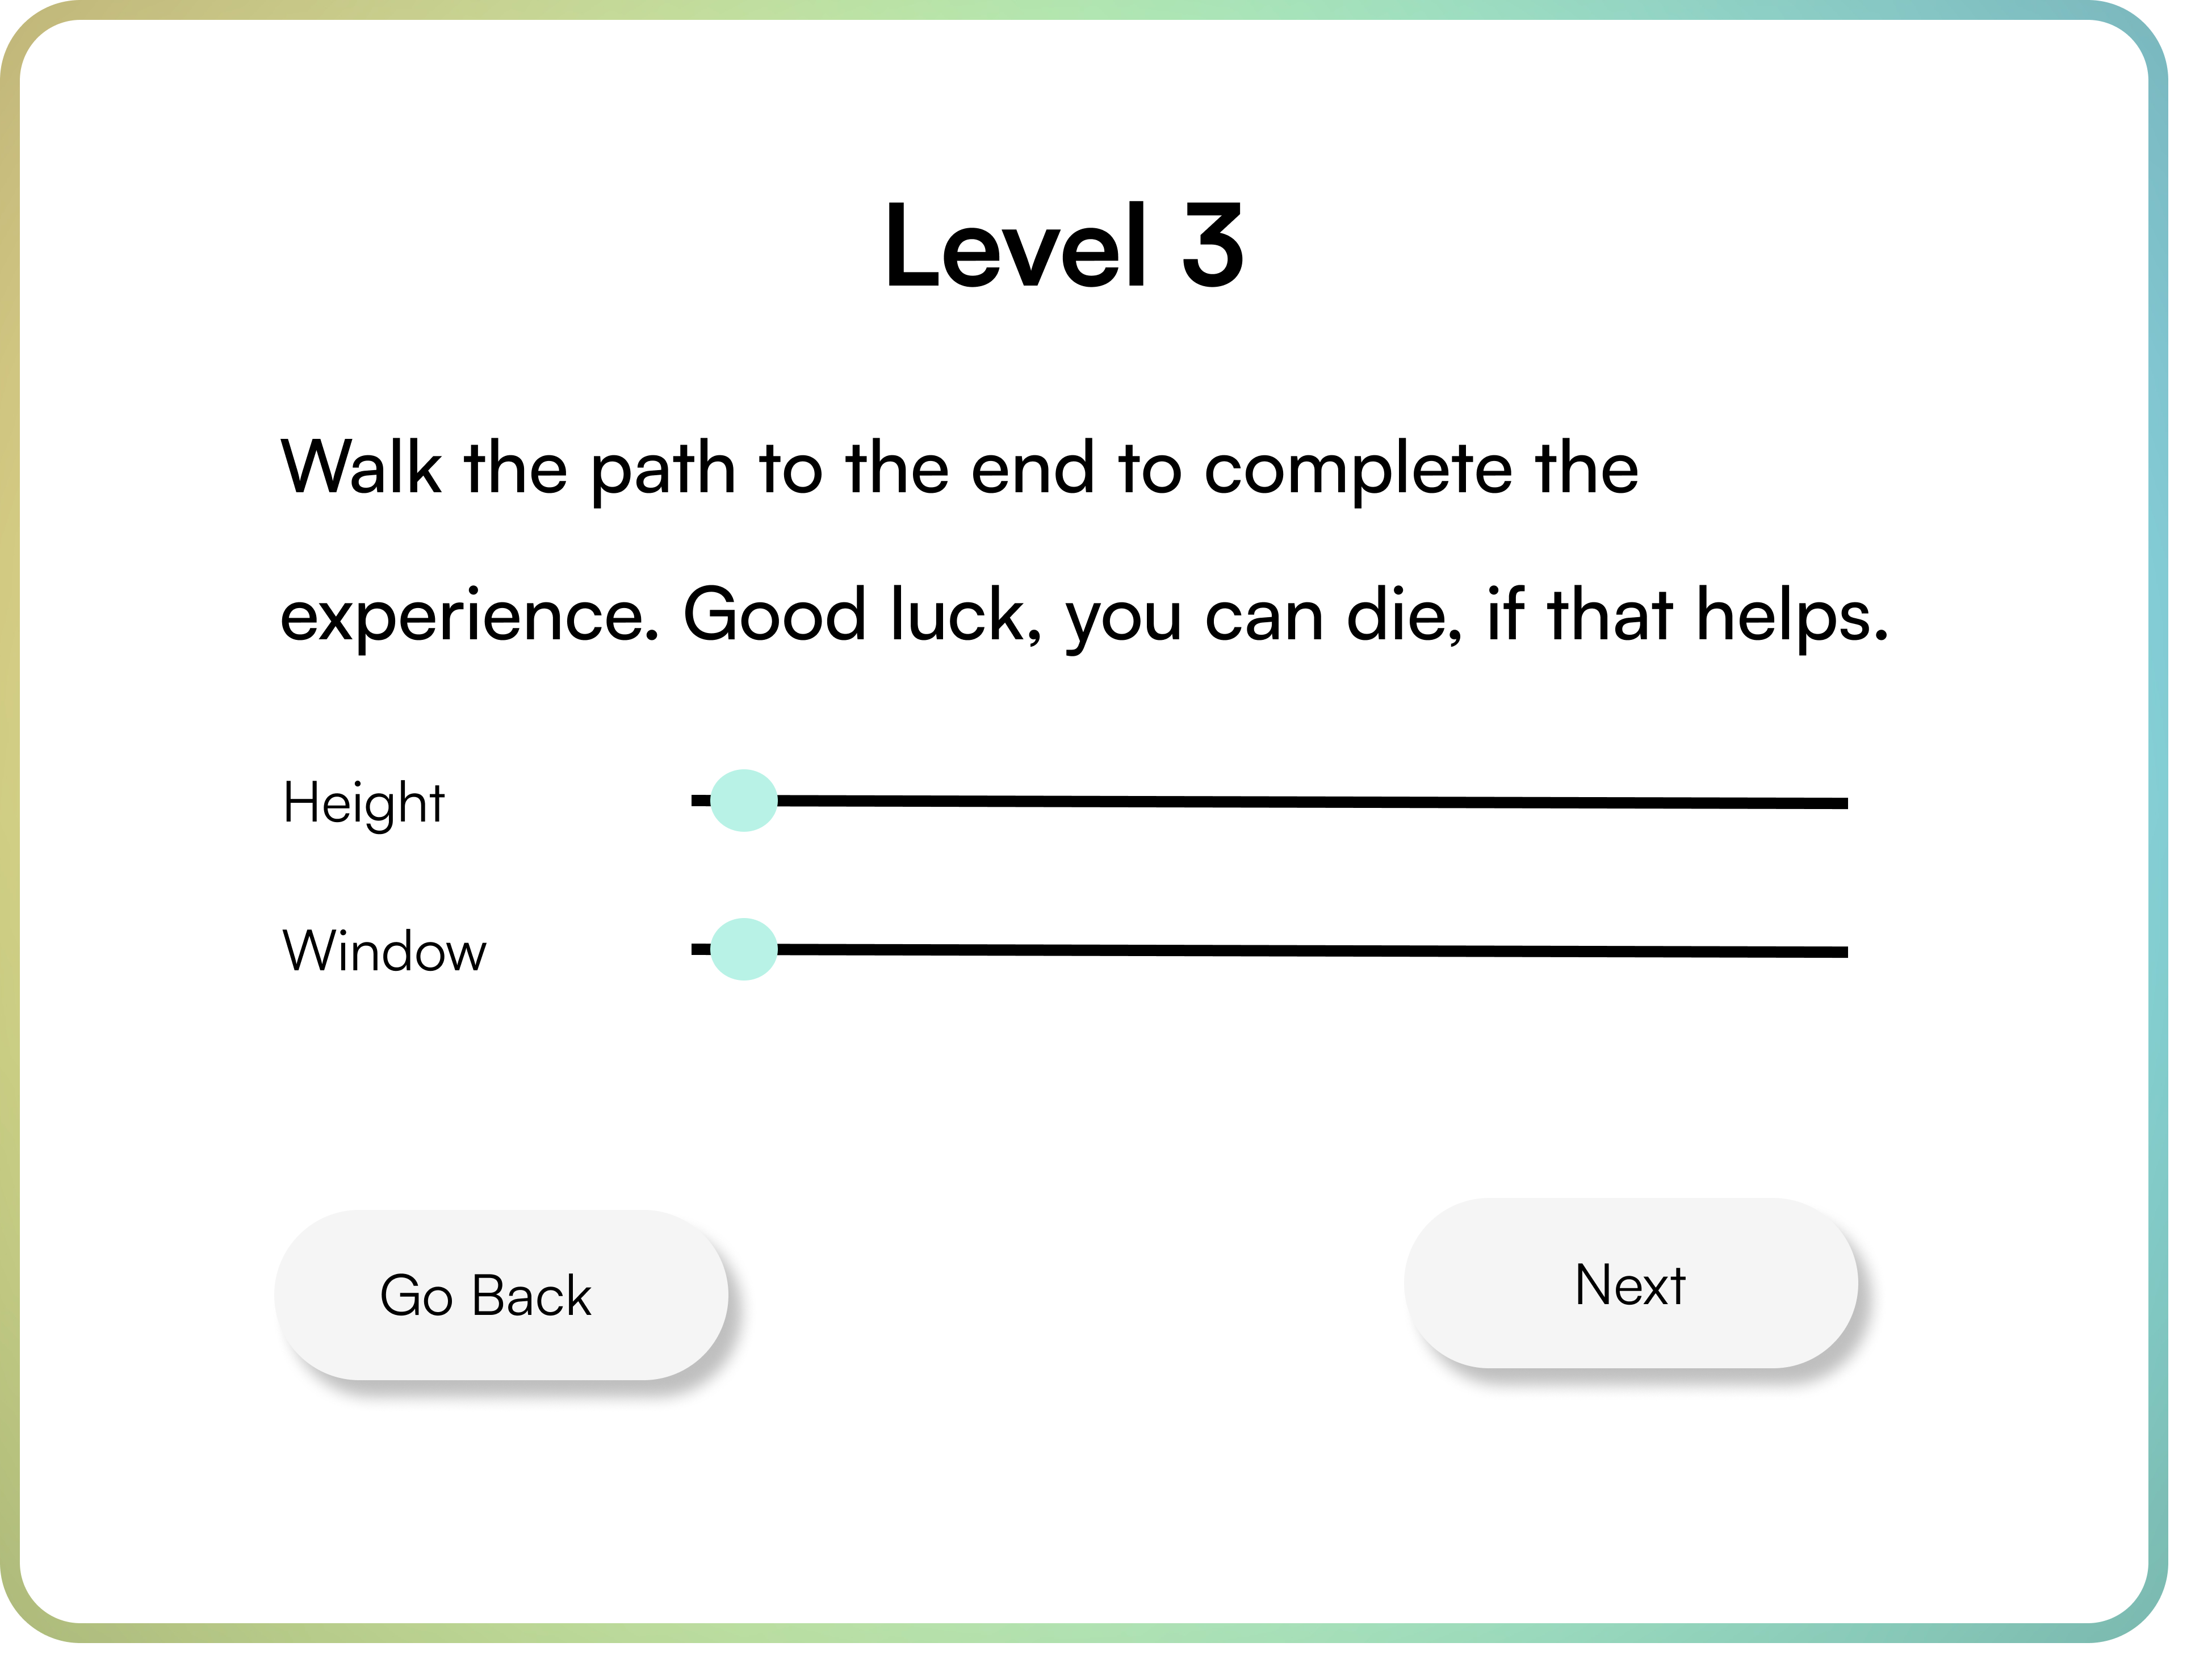 Level 3
Walk the path to the end to complete the
experience. Good luck, you can die, if that helps.
Height
Window
Go Back
Next